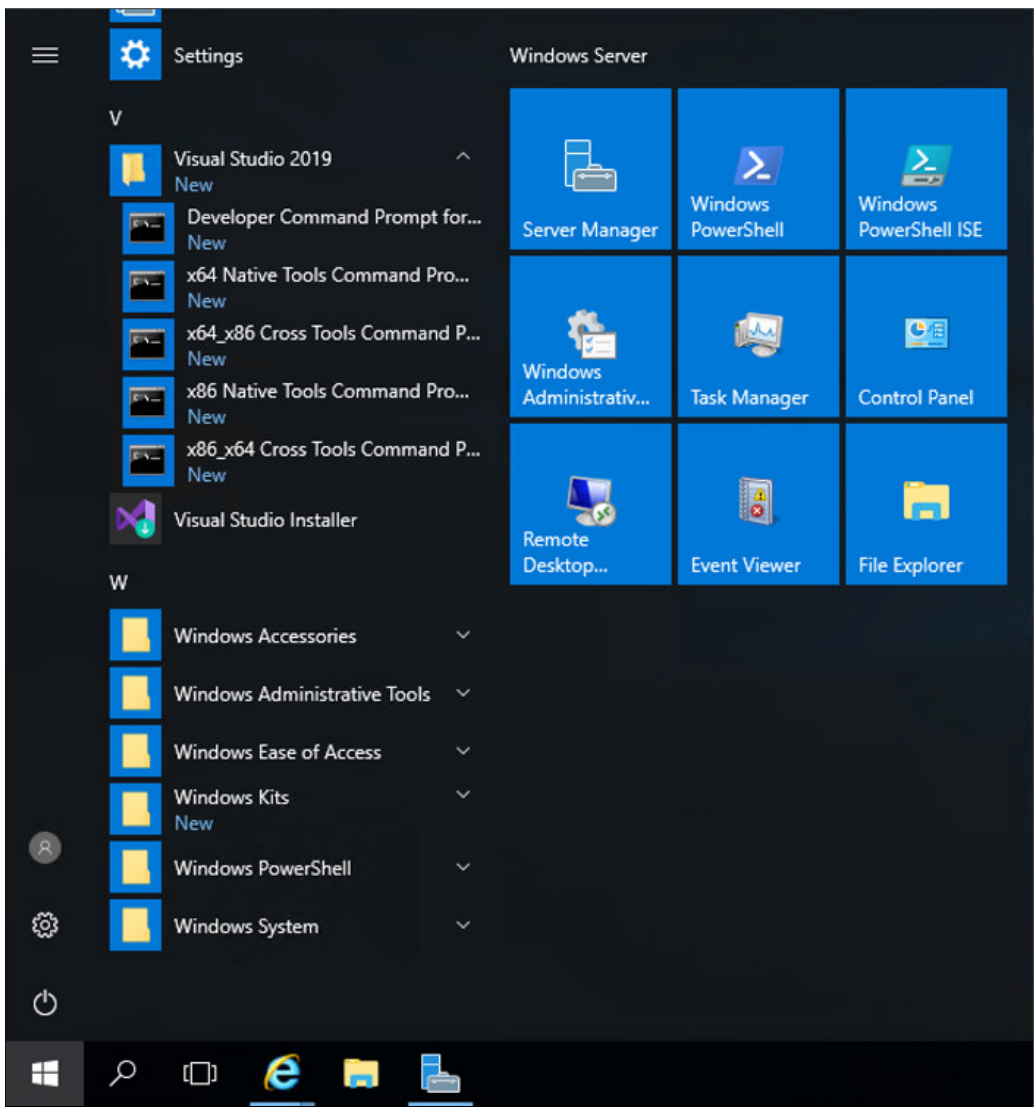 Settings
V
Visual Studio 2019
New
Developer Command Prompt for...
New
x64 Native Tools Command Pro...
New
x64_x86 Cross Tools Command P...
New
x86 Native Tools Command Pro...
New
x86_x64 Cross Tools Command P...
New
Visual Studio Installer
W
Windows Accessories
Windows Administrative Tools
Windows Ease of Access
Windows Kits
New
Windows PowerShell
Windows System
Windows Server
Server Manager
Windows
PowerShell
Windows
PowerShell ISE
Windows
Administrativ...
Task Manager
Control Panel
Remote
Desktop...
Event Viewer
File Explorer